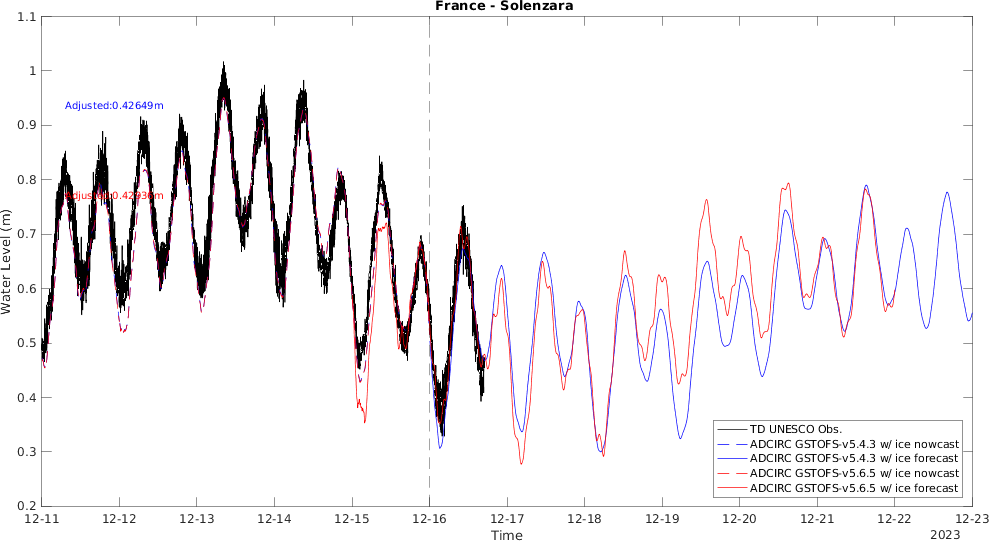 France - Solenzara
1.1
1
0.9
0.8
0.7
0.6
0.5
0.4
0.3
0.2
Water Level (m)
Adjusted:0.42649m
TD UNESCO Obs.
ADCIRC GSTOFS-v5.4.3 w/ ice nowcast
ADCIRC GSTOFS-v5.4.3 w/ ice forecast
ADCIRC GSTOFS-v5.6.5 w/ ice nowcast
ADCIRC GSTOFS-v5.6.5 w/ ice forecast
12-11 12-12 12-13 12-14 12-15 12-16 12-17 12-18 12-19 12-20 12-21 12-22 12-23
Time
2023